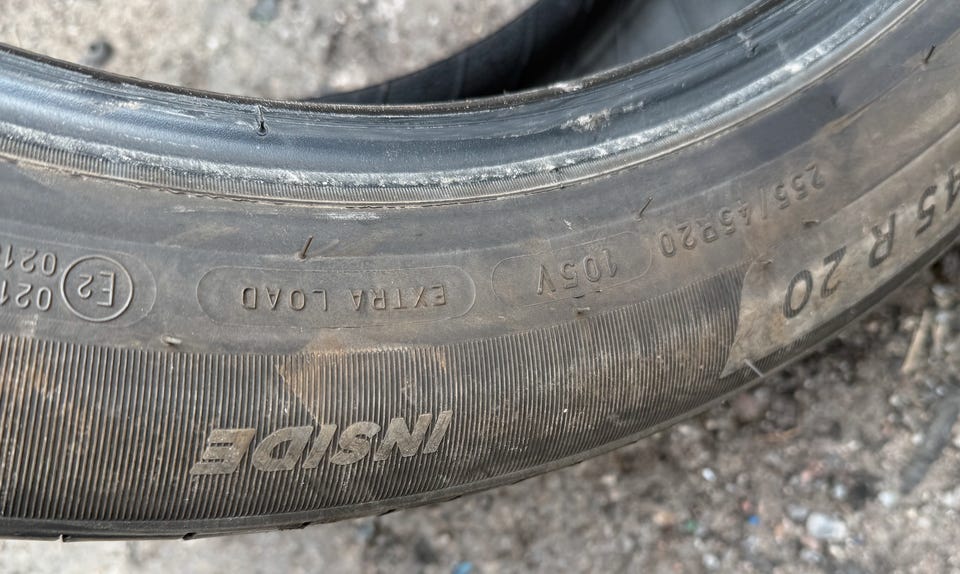 45 R 20
255/45R20
105V
EXTRA LOAD
E2
INSIDE